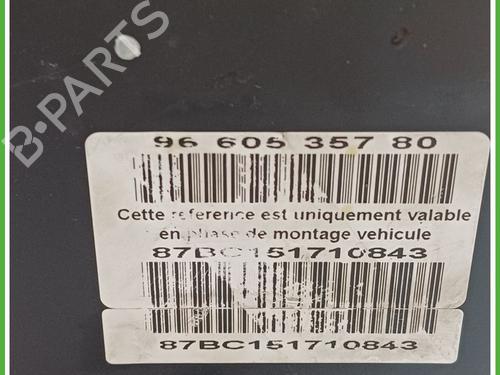 B-PARTS
96 605 357 80
Cette reference est uniquement valable
en phase de montage vehicule
87BC151710843
87BC151710843